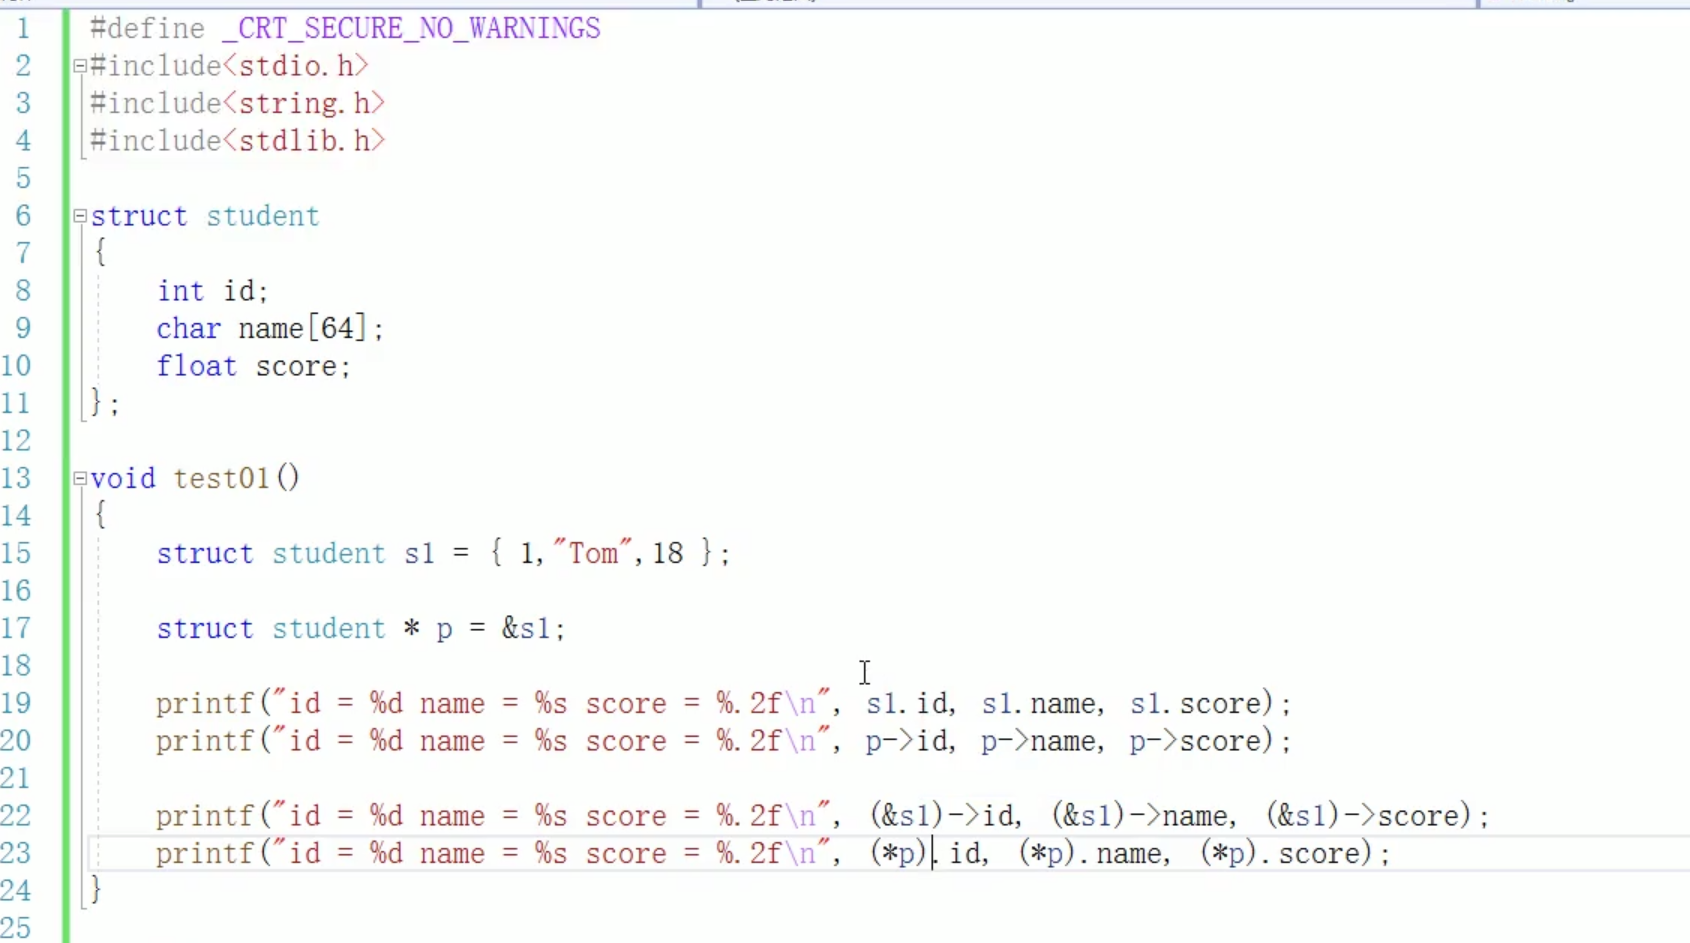 1 #define _CRT_SECURE_NO_WARNINGS
2 #include<stdio.h>
3 #include<string.h>
4 #include<stdlib.h>
5
6 struct student
7 {
8 int id;
9 char name[64];
10 float score;
11 };
12
13 void test01()
14 {
15 struct student s1 = { 1,"Tom",18 };
16
17 struct student * p = &s1;
18
19 printf("id = %d name = %s score = %.2f\n", s1.id, s1.name, s1.score);
20 printf("id = %d name = %s score = %.2f\n", p->id, p->name, p->score);
21
22 printf("id = %d name = %s score = %.2f\n", (&s1)->id, (&s1)->name, (&s1)->score);
23 printf("id = %d name = %s score = %.2f\n", (*p).id, (*p).name, (*p).score);
24 }
25